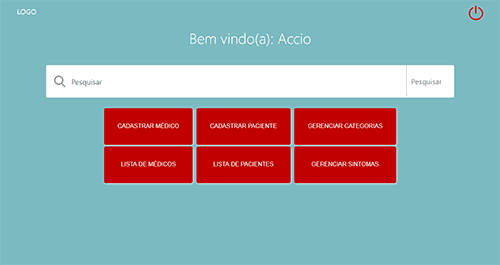 LOGO
Bem vindo(a): Accio
Pesquisar Pesquisar
CADASTRAR MÉDICO CADASTRAR PACIENTE GERENCIAR CATEGORIAS
LISTA DE MÉDICOS LISTA DE PACIENTES GERENCIAR SINTOMAS